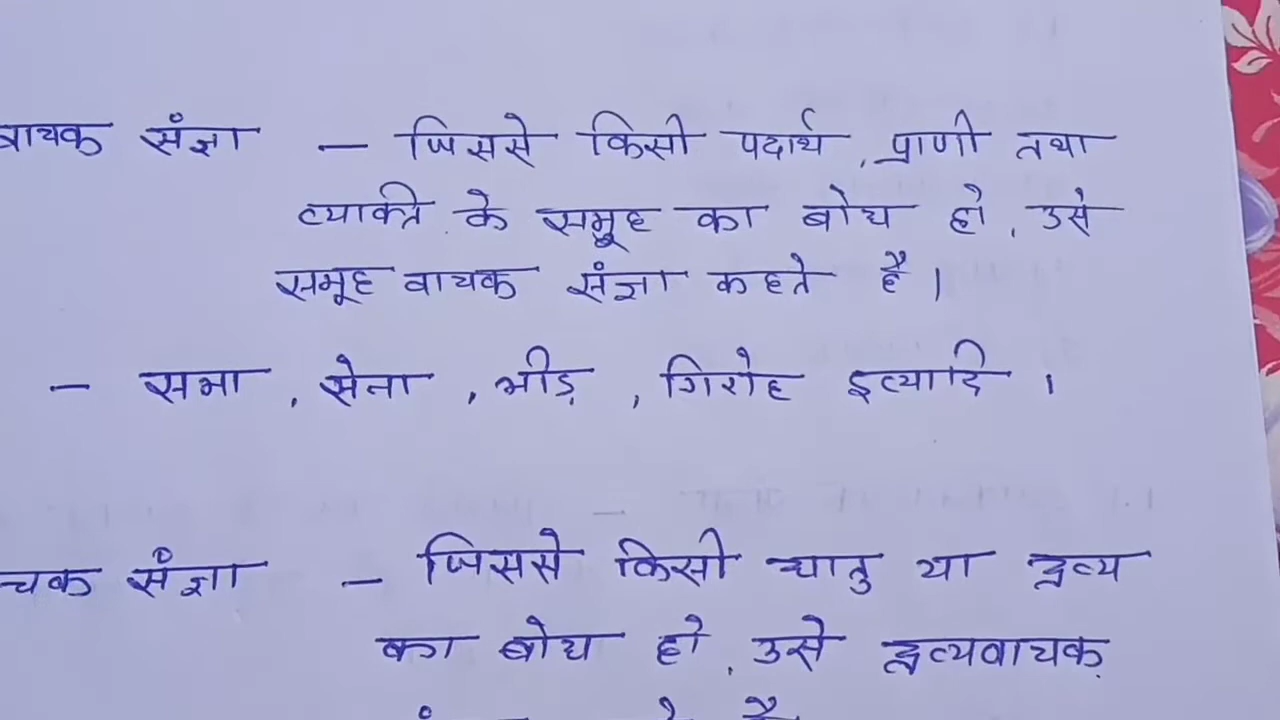 वाचक संज्ञा – जिससे किसी पदार्थ, प्राणी तथा
व्यक्ति के समूह का बोध हो, उसे
समूह वाचक संज्ञा कहते है।
– सभा, सेना, भीड़, गिरोह इत्यादि।
चक संज्ञा – जिससे किसी धातु या द्रव्य
का बोध हो, उसे द्रव्यवाचक